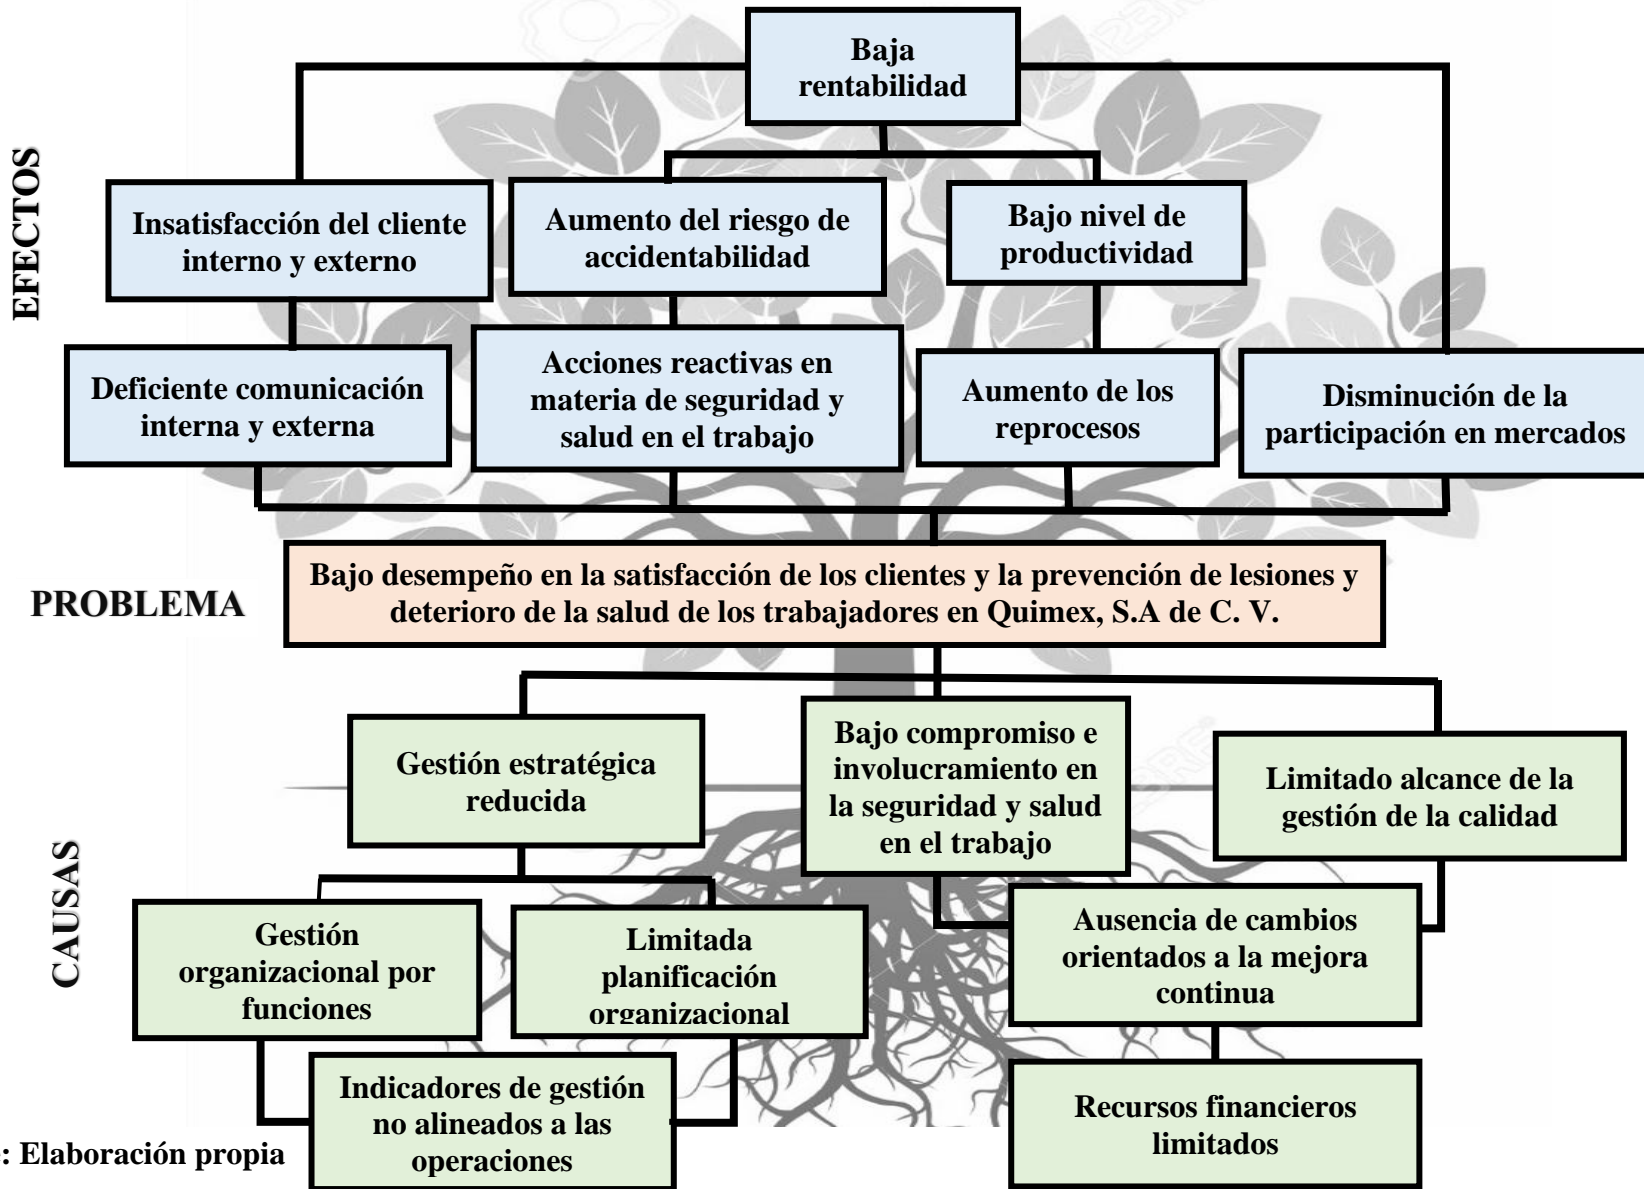 Baja
rentabilidad
EFECTOS
Insatisfacción del cliente
interno y externo
Aumento del riesgo de
accidentabilidad
Bajo nivel de
productividad
Deficiente comunicación
interna y externa
Acciones reactivas en
materia de seguridad y
salud en el trabajo
Aumento de los
reprocesos
Disminución de la
participación en mercados
PROBLEMA
Bajo desempeño en la satisfacción de los clientes y la prevención de lesiones y
deterioro de la salud de los trabajadores en Quimex, S.A de C. V.
CAUSAS
Gestión estratégica
reducida
Bajo compromiso e
involucramiento en
la seguridad y salud
en el trabajo
Limitado alcance de la
gestión de la calidad
Gestión
organizacional por
funciones
Limitada
planificación
organizacional
Ausencia de cambios
orientados a la mejora
continua
Indicadores de gestión
no alineados a las
operaciones
Recursos financieros
limitados
: Elaboración propia